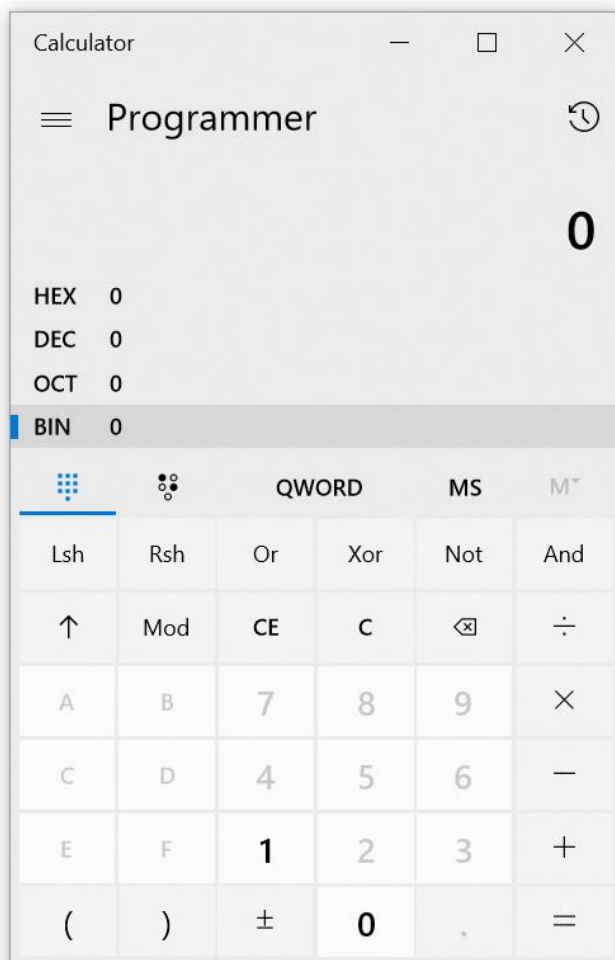 Calculator
Programmer
0
HEX 0
DEC 0
OCT 0
BIN 0
QWORD MS M
Lsh Rsh Or Xor Not And
↑ Mod CE C ÷
A B 7 8 9 ×
C D 4 5 6 −
E F 1 2 3 +
( ) ± 0 . =